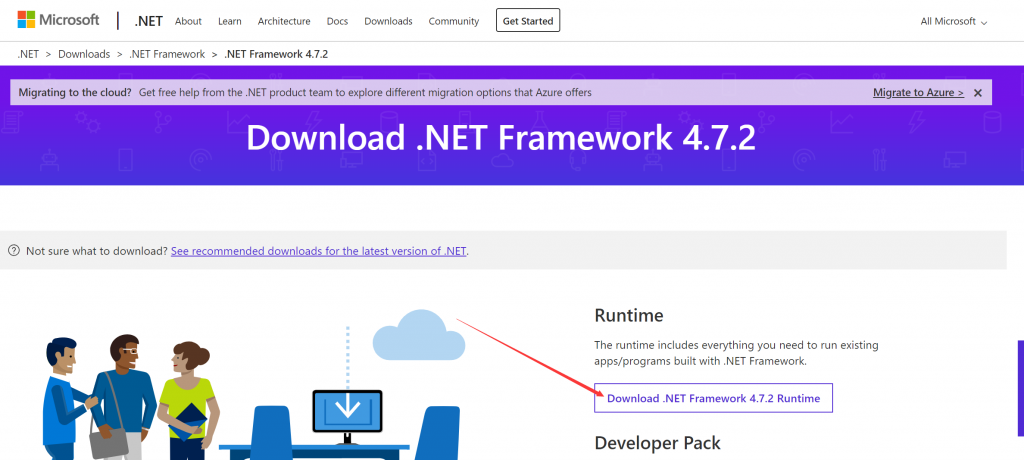 Microsoft .NET About Learn Architecture Docs Downloads Community Get Started All Microsoft
.NET > Downloads > .NET Framework > .NET Framework 4.7.2
Migrating to the cloud? Get free help from the .NET product team to explore different migration options that Azure offers Migrate to Azure >
Download .NET Framework 4.7.2
Not sure what to download? See recommended downloads for the latest version of .NET.
Runtime
The runtime includes everything you need to run existing
apps/programs built with .NET Framework.
Download .NET Framework 4.7.2 Runtime
Developer Pack